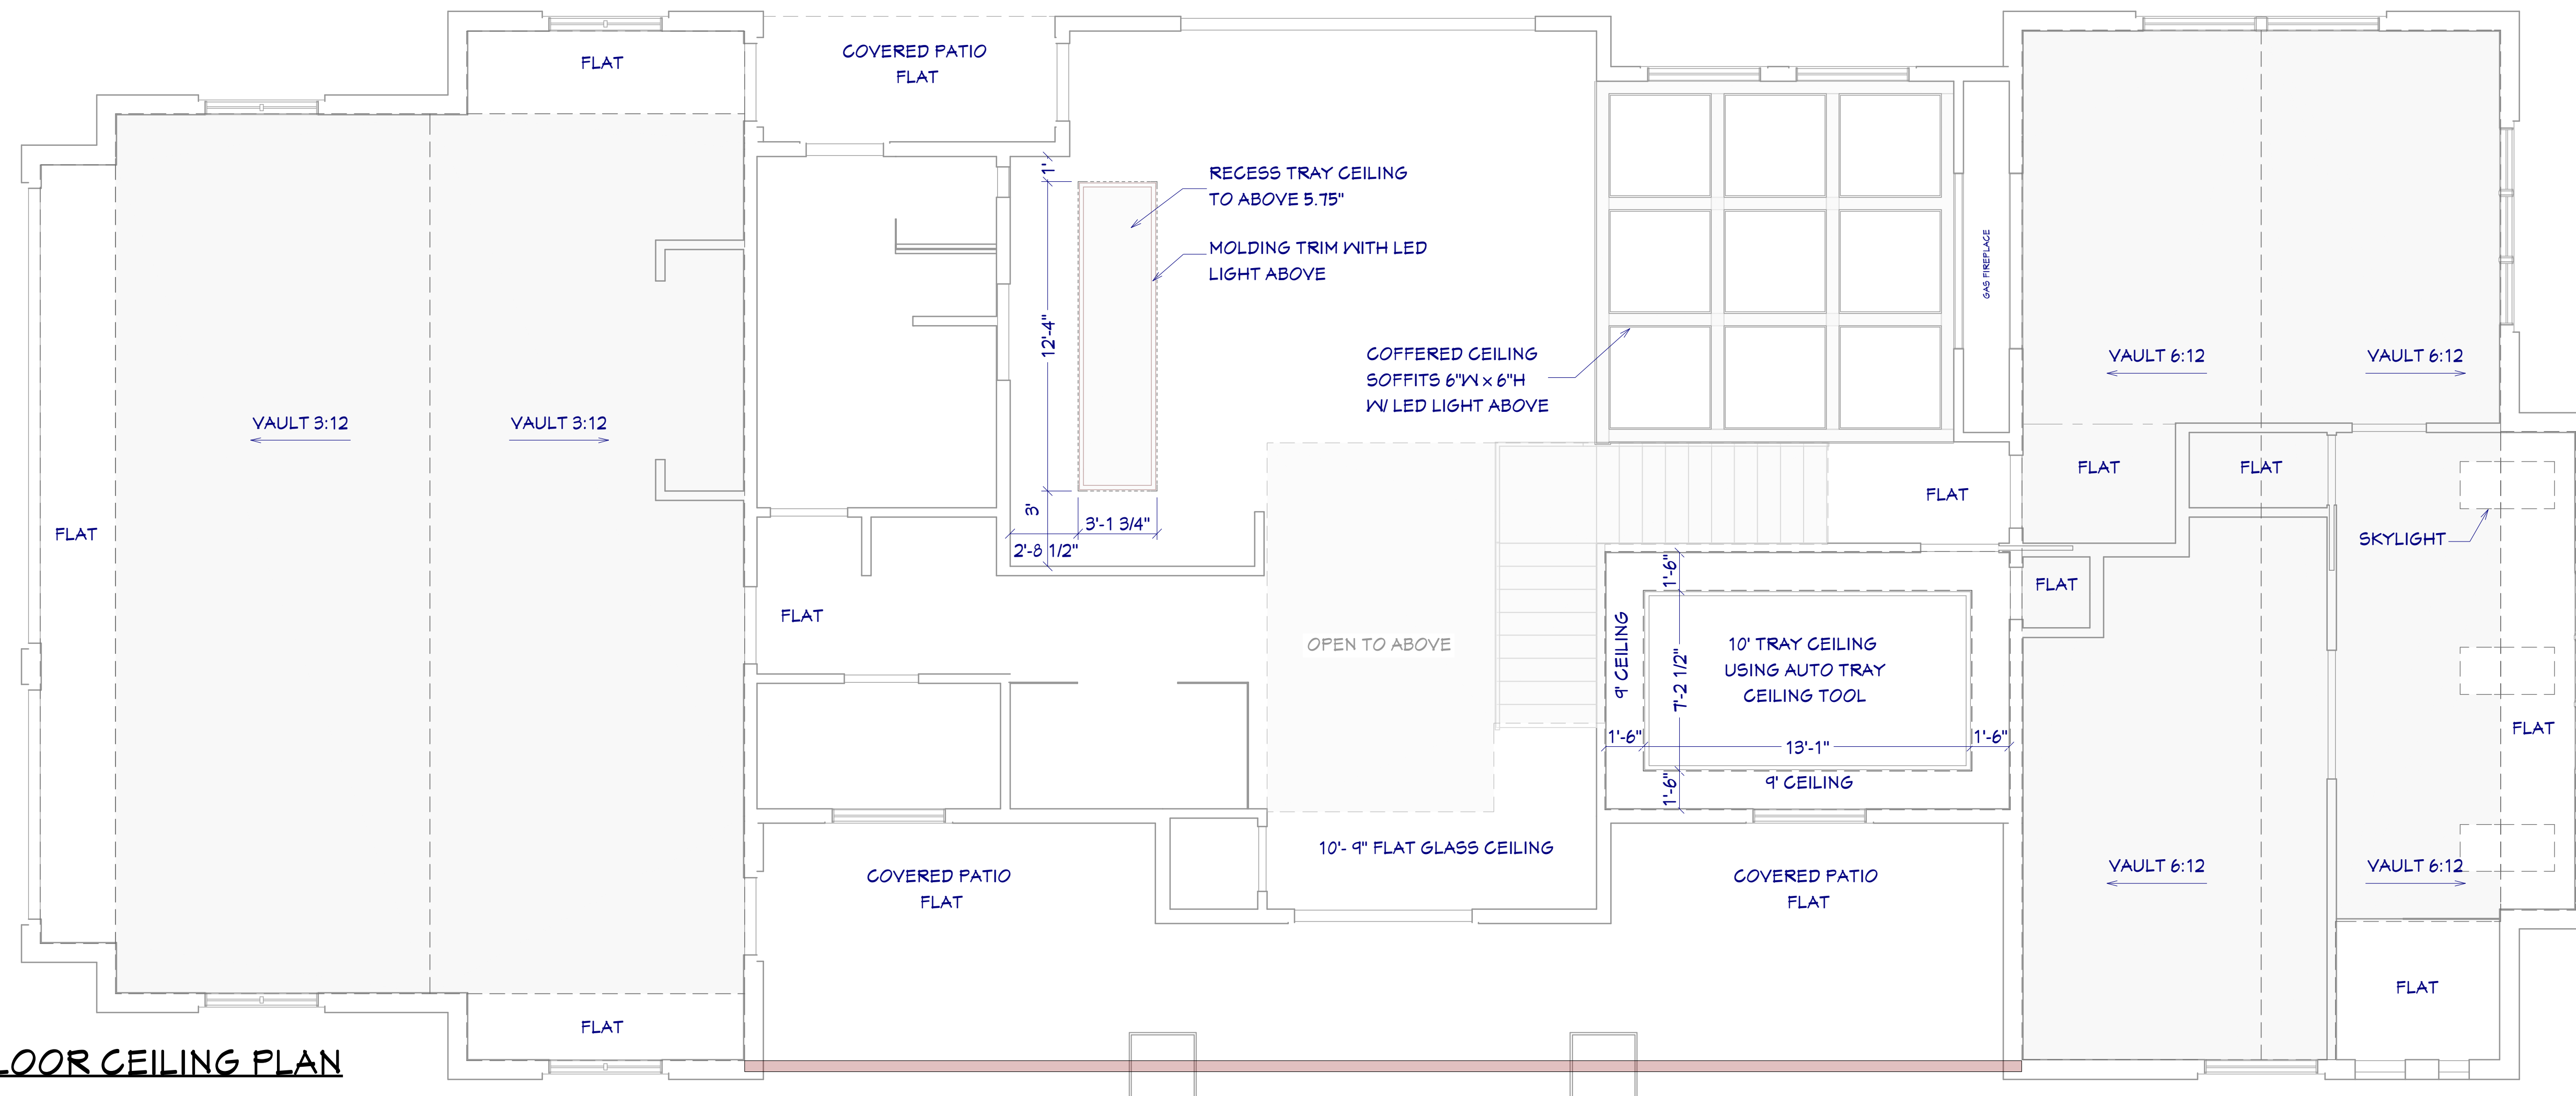 FLAT
COVERED PATIO
FLAT
RECESS TRAY CEILING
TO ABOVE 5.75"
MOLDING TRIM WITH LED
LIGHT ABOVE
1'
12'-4"
3'
3'-1 3/4"
2'-8 1/2"
COFFERED CEILING
SOFFITS 6"W x 6"H
W/ LED LIGHT ABOVE
GAS FIREPLACE
VAULT 6:12
VAULT 6:12
VAULT 3:12
VAULT 3:12
FLAT
FLAT
FLAT
FLAT
FLAT
SKYLIGHT
FLAT
FLAT
OPEN TO ABOVE
1'-6"
9' CEILING
7'-2 1/2"
10' TRAY CEILING
USING AUTO TRAY
CEILING TOOL
1'-6"
13'-1"
1'-6"
1'-6"
9' CEILING
FLAT
10'- 9" FLAT GLASS CEILING
COVERED PATIO
FLAT
COVERED PATIO
FLAT
VAULT 6:12
VAULT 6:12
FLAT
FLAT
LOOR CEILING PLAN